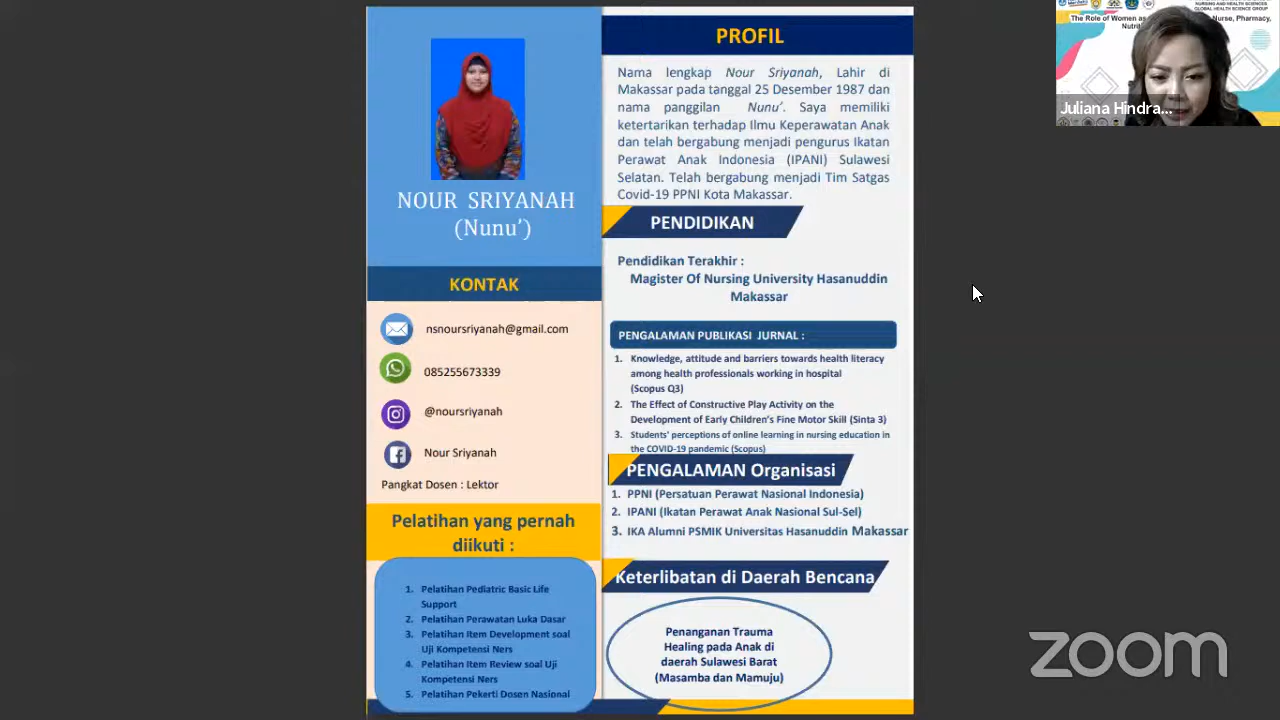 NOUR SRIYANAH
(Nunu’)
KONTAK
nsnoursriyanah@gmail.com
085255673339
@noursriyanah
Nour Sriyanah
Pangkat Dosen : Lektor
Pelatihan yang pernah
diikuti :
1. Pelatihan Pediatric Basic Life
Support
2. Pelatihan Perawatan Luka Dasar
3. Pelatihan Item Development soal
Uji Kompetensi Ners
4. Pelatihan Item Review soal Uji
Kompetensi Ners
5. Pelatihan Pekerti Dosen Nasional
PROFIL
Nama lengkap Nour Sriyanah, Lahir di
Makassar pada tanggal 25 Desember 1987 dan
nama panggilan Nunu’. Saya memiliki
ketertarikan terhadap Ilmu Keperawatan Anak
dan telah bergabung menjadi pengurus Ikatan
Perawat Anak Indonesia (IPANI) Sulawesi
Selatan. Telah bergabung menjadi Tim Satgas
Covid-19 PPNI Kota Makassar.
PENDIDIKAN
Pendidikan Terakhir :
Magister Of Nursing University Hasanuddin
Makassar
PENGALAMAN PUBLIKASI JURNAL :
1. Knowledge, attitude and barriers towards health literacy
among health professionals working in hospital
(Scopus Q3)
2. The Effect of Constructive Play Activity on the
Development of Early Children’s Fine Motor Skill (Sinta 3)
3. Students' perceptions of online learning in nursing education in
the COVID-19 pandemic (Scopus)
PENGALAMAN Organisasi
1. PPNI (Persatuan Perawat Nasional Indonesia)
2. IPANI (Ikatan Perawat Anak Nasional Sul-Sel)
3. IKA Alumni PSMIK Universitas Hasanuddin Makassar
Keterlibatan di Daerah Bencana
Penanganan Trauma
Healing pada Anak di
daerah Sulawesi Barat
(Masamba dan Mamuju)
NURSING AND HEALTH SCIENCES
GLOBAL HEALTH SCIENCE GROUP
The Role of Women as Nurse, Pharmacy,
Juliana Hindra...
zoom